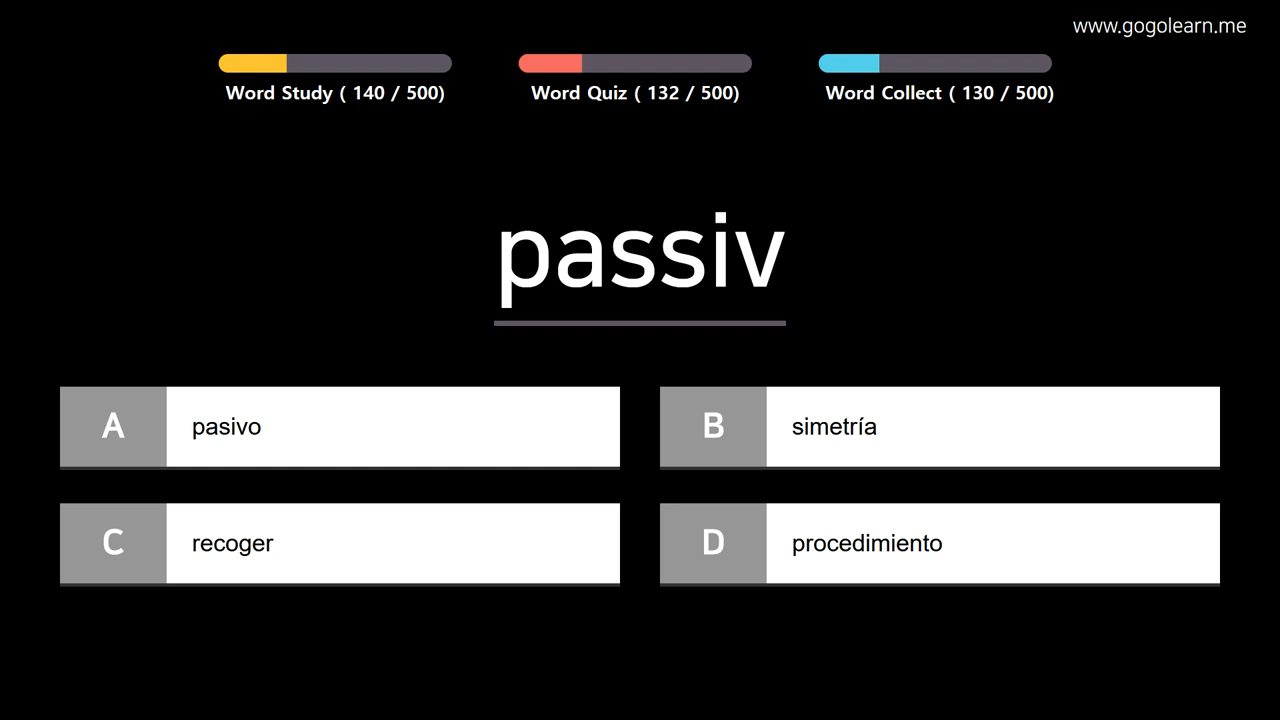 www.gogolearn.me
Word Study ( 140 / 500)
Word Quiz ( 132 / 500)
Word Collect ( 130 / 500)
passiv
A pasivo
B simetría
C recoger
D procedimiento